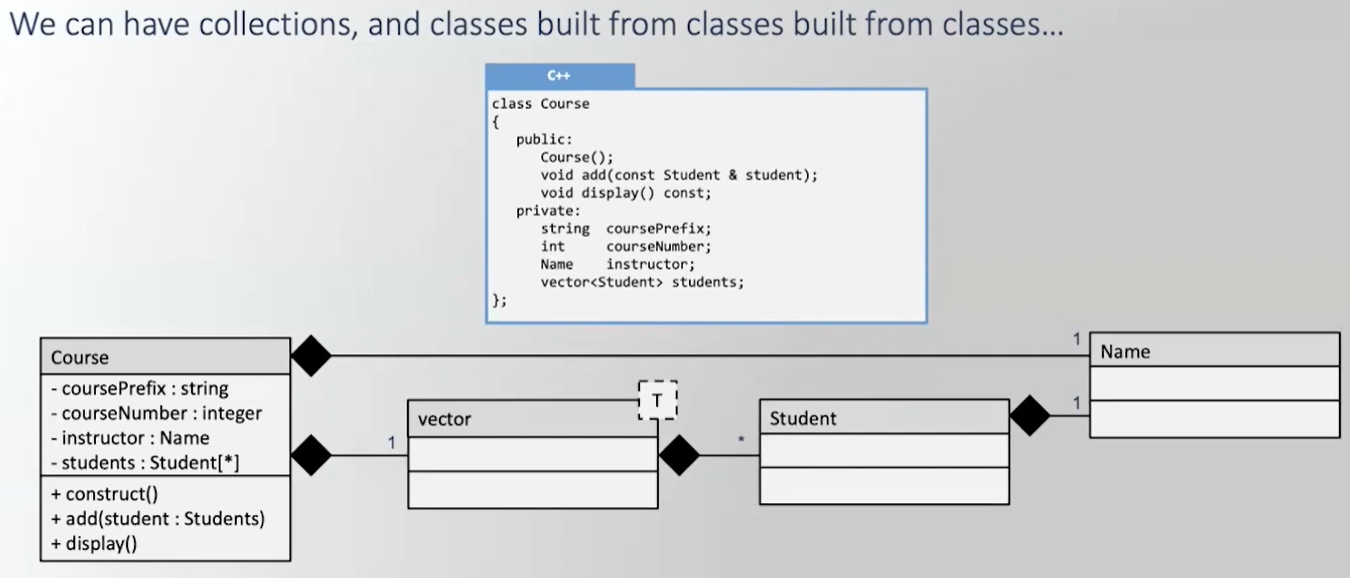 We can have collections, and classes built from classes built from classes...
C++
class Course
{
public:
Course();
void add(const Student & student);
void display() const;
private:
string coursePrefix;
int courseNumber;
Name instructor;
vector<Student> students;
};
Course
- coursePrefix : string
- courseNumber : integer
- instructor : Name
- students : Student[*]
+ construct()
+ add(student : Students)
+ display()
1
vector
T
*
Student
1
1
Name